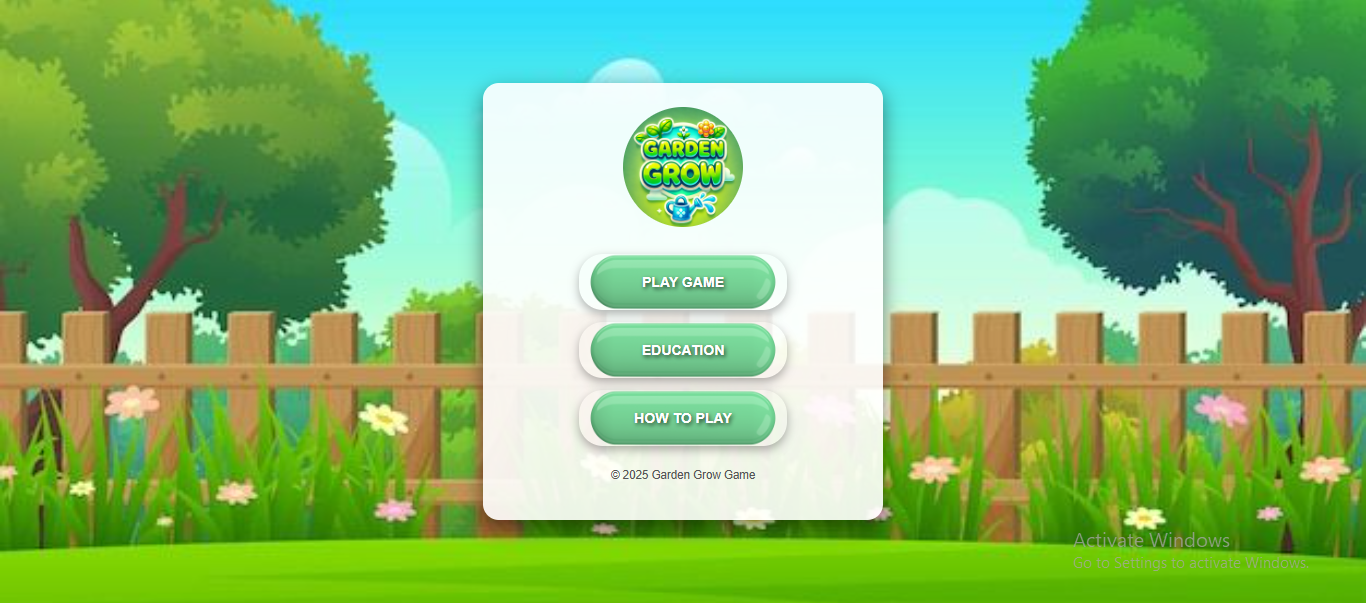 GARDEN
GROW
PLAY GAME
EDUCATION
HOW TO PLAY
© 2025 Garden Grow Game
Activate Windows
Go to Settings to activate Windows.